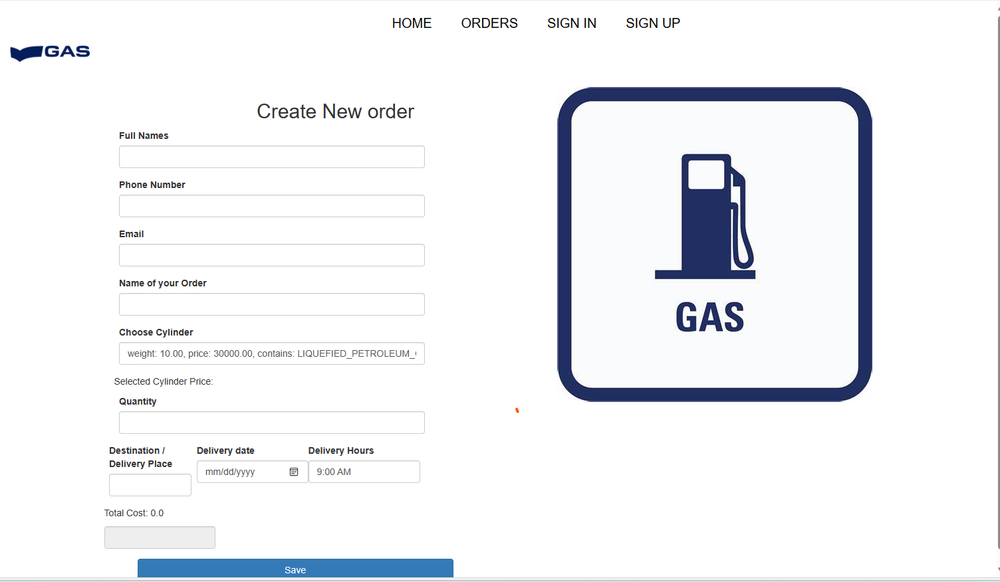 HOME ORDERS SIGN IN SIGN UP
GAS
Create New order
Full Names
Phone Number
Email
Name of your Order
Choose Cylinder
weight: 10.00, price: 30000.00, contains: LIQUEFIED_PETROLEUM_
Selected Cylinder Price:
Quantity
Destination / Delivery date Delivery Hours
Delivery Place
mm/dd/yyyy 9:00 AM
Total Cost: 0.0
Save
GAS